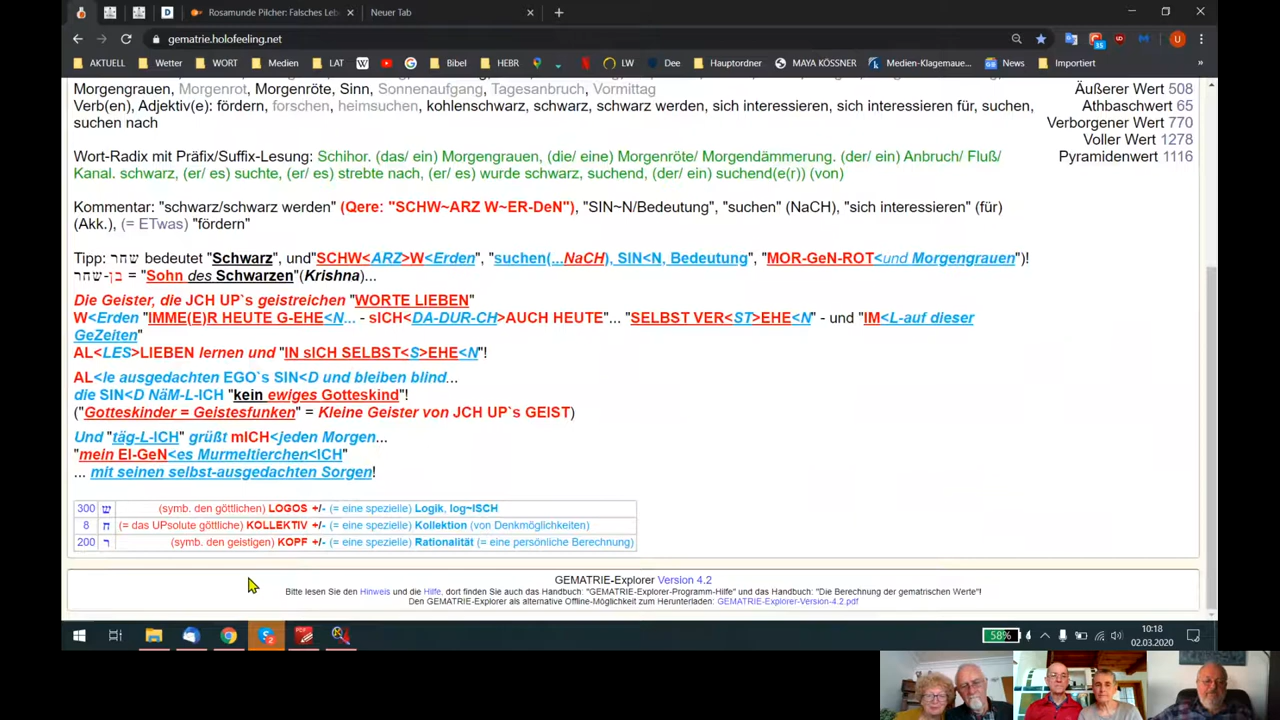 Rosamunde Pilcher: Falsches Leb
Neuer Tab
gematrie.holofeeling.net
AKTUELL Wetter WORT Medien LAT Bibel HEBR LW Dee Hauptordner MAYA KÖSSNER Medien-Klagemaue... News Importiert
Morgengrauen, Morgenrot, Morgenröte, Sinn, Sonnenaufgang, Tagesanbruch, Vormittag
Verb(en), Adjektiv(e): fördern, forschen, heimsuchen, kohlenschwarz, schwarz, schwarz werden, sich interessieren, sich interessieren für, suchen,
suchen nach
Äußerer Wert 508
Athbaschwert 65
Verborgener Wert 770
Voller Wert 1278
Pyramidenwert 1116
Wort-Radix mit Präfix/Suffix-Lesung: Schihor. (das/ ein) Morgengrauen, (die/ eine) Morgenröte/ Morgendämmerung. (der/ ein) Anbruch/ Fluß/
Kanal. schwarz, (er/ es) suchte, (er/ es) strebte nach, (er/ es) wurde schwarz, suchend, (der/ ein) suchend(e(r)) (von)
Kommentar: "schwarz/schwarz werden" (Qere: "SCHW~ARZ W~ER-DeN"), "SIN~N/Bedeutung", "suchen" (NaCH), "sich interessieren" (für)
(Akk.), (= ETwas) "fördern"
Tipp: שחר bedeutet "Schwarz", und"SCHW<ARZ>W<Erden", "suchen(...NaCH), SIN<N, Bedeutung", "MOR-GeN-ROT<und Morgengrauen")!
בן-שחר = "Sohn des Schwarzen"(Krishna)...
Die Geister, die JCH UP`s geistreichen "WORTE LIEBEN"
W<Erden "IMME(E)R HEUTE G-EHE<N... - sICH<DA-DUR-CH>AUCH HEUTE"... "SELBST VER<ST>EHE<N" - und "IM<L-auf dieser
GeZeiten"
AL<LES>LIEBEN lernen und "IN sICH SELBST<S>EHE<N"!
AL<le ausgedachten EGO`s SIN<D und bleiben blind...
die SIN<D NäM-L-ICH "kein ewiges Gotteskind"!
("Gotteskinder = Geistesfunken" = Kleine Geister von JCH UP`s GEIST)
Und "täg-L-ICH" grüßt mICH<jeden Morgen...
"mein EI-GeN<es Murmeltierchen<ICH"
... mit seinen selbst-ausgedachten Sorgen!
300 ש (symb. den göttlichen) LOGOS +/- (= eine spezielle) Logik, log~ISCH
8 ח (= das UPsolute göttliche) KOLLEKTIV +/- (= eine spezielle) Kollektion (von Denkmöglichkeiten)
200 ר (symb. den geistigen) KOPF +/- (= eine spezielle) Rationalität (= eine persönliche Berechnung)
GEMATRIE-Explorer Version 4.2
Bitte lesen Sie den Hinweis und die Hilfe, dort finden Sie auch das Handbuch: "GEMATRIE-Explorer-Programm-Hilfe" und das Handbuch: "Die Berechnung der gematrischen Werte"!
Den GEMATRIE-Explorer als alternative Offline-Möglichkeit zum Herunterladen: GEMATRIE-Explorer-Version-4.2.pdf
58%
10:18
02.03.2020